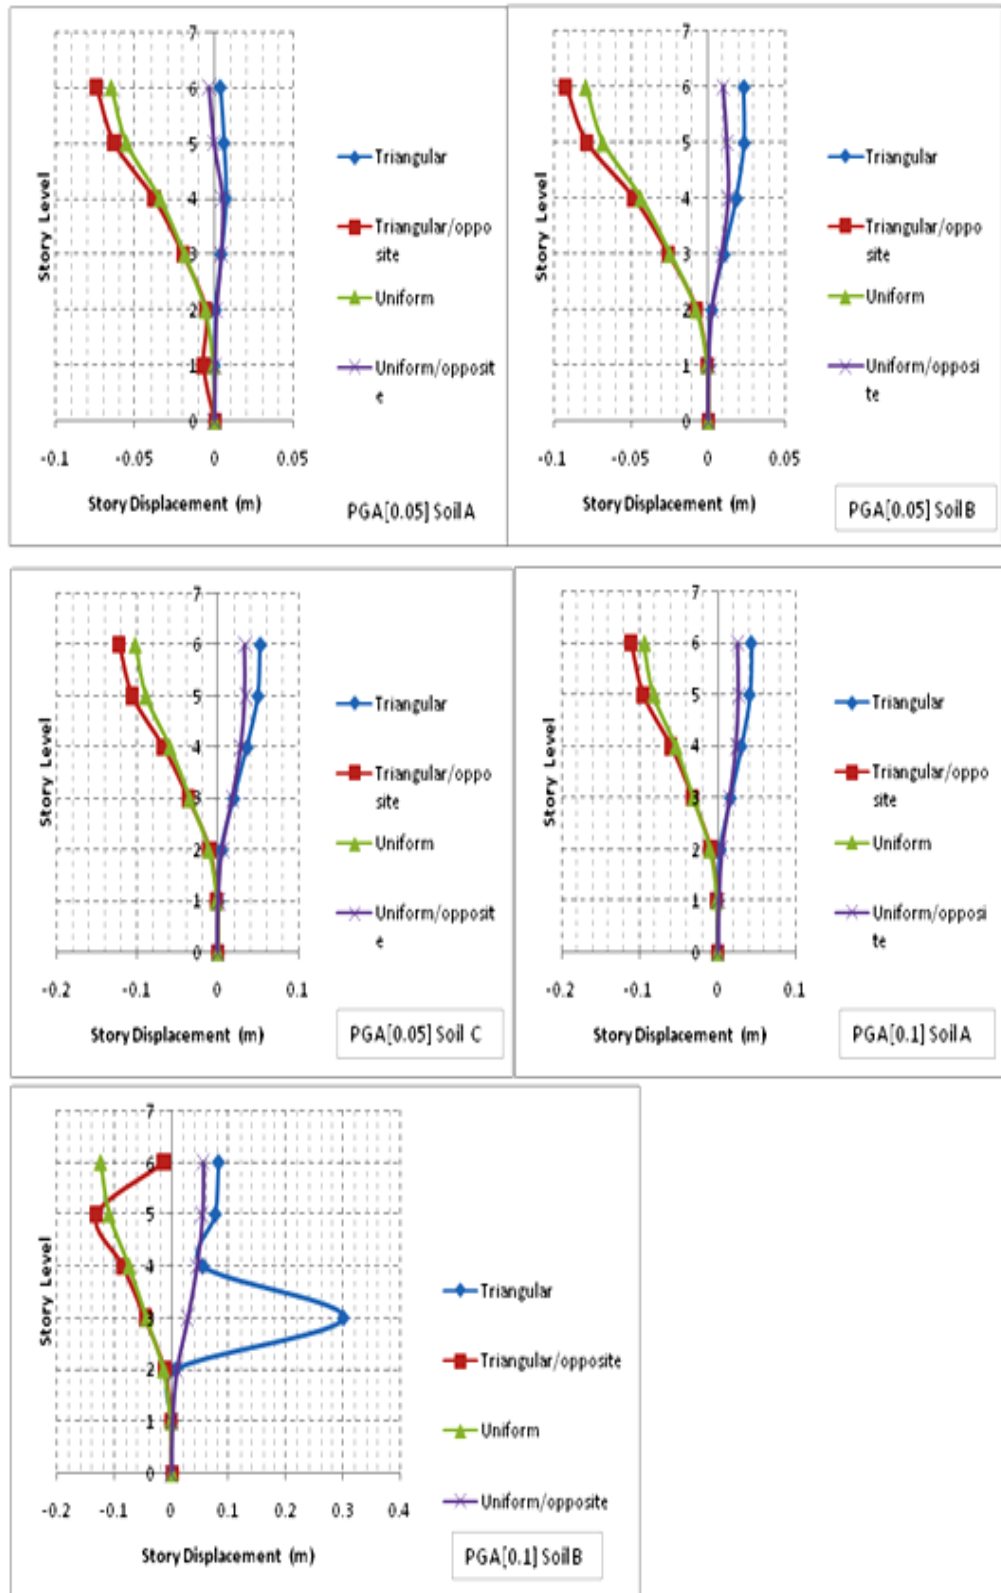 7
6
5
4
3
2
1
0
-0.1 -0.05 0 0.05
Story Level
Story Displacement (m)
Triangular
Triangular/oppo
site
Uniform
Uniform/opposit
e
PGA[0.05] Soil A
7
6
5
4
3
2
1
0
-0.1 -0.05 0 0.05
Story Level
Story Displacement (m)
Triangular
Triangular/oppo
site
Uniform
Uniform/opposi
te
PGA[0.05] Soil B
7
6
5
4
3
2
1
0
-0.2 -0.1 0 0.1
Story Level
Story Displacement (m)
Triangular
Triangular/oppo
site
Uniform
Uniform/opposit
e
PGA[0.05] Soil C
7
6
5
4
3
2
1
0
-0.2 -0.1 0 0.1
Story Level
Story Displacement (m)
Triangular
Triangular/oppo
site
Uniform
Uniform/opposi
te
PGA[0.1] Soil A
7
6
5
4
3
2
1
0
-0.2 -0.1 0 0.1 0.2 0.3 0.4
Story Level
Story Displacement (m)
Triangular
Triangular/opposite
Uniform
Uniform/opposite
PGA[0.1] Soil B